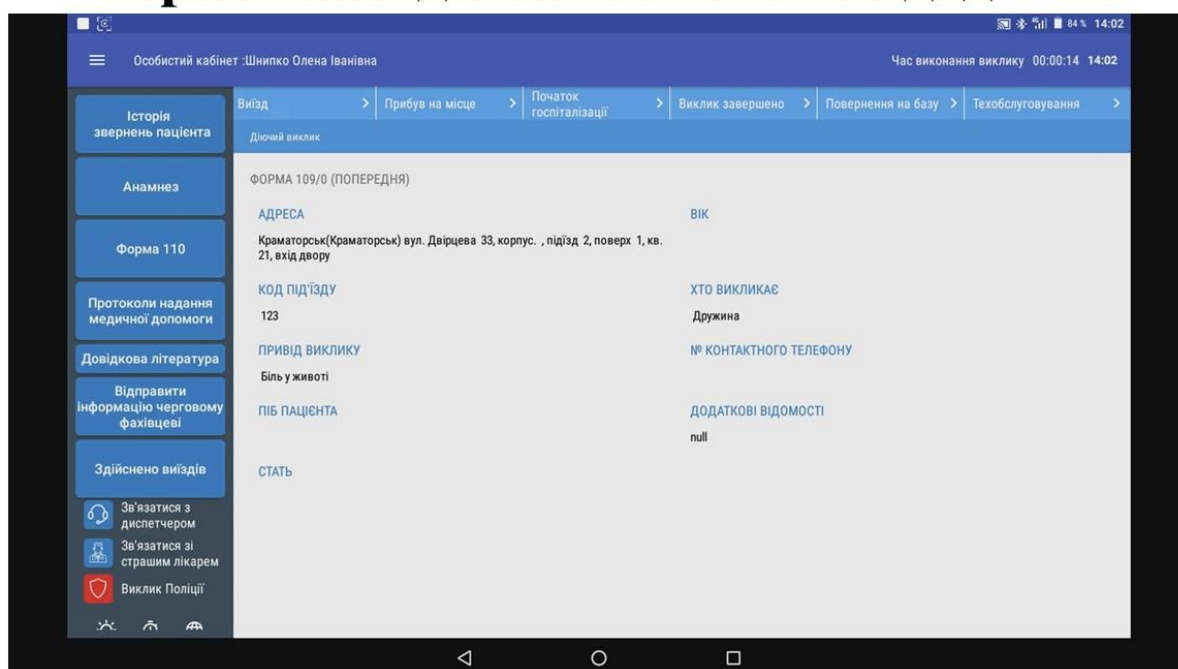 84 % 14:02
Особистий кабінет :Шнипко Олена Іванівна
Час виконання виклику 00:00:14 14:02
Історія
звернень пацієнта
Анамнез
Форма 110
Протоколи надання
медичної допомоги
Довідкова література
Відправити
інформацію черговому
фахівцеві
Здійснено виїздів
Зв'язатися з
диспетчером
Зв'язатися зі
страшим лікарем
Виклик Поліції
Виїзд > Прибув на місце > Початок
госпіталізації > Виклик завершено > Повернення на базу > Техобслуговування >
Діючий виклик
ФОРМА 109/0 (ПОПЕРЕДНЯ)
АДРЕСА
Краматорськ(Краматорськ) вул. Двірцева 33, корпус. , підїзд 2, поверх 1, кв.
21, вхід двору
ВІК
КОД ПІД'ЇЗДУ
123
ХТО ВИКЛИКАЄ
Дружина
ПРИВІД ВИКЛИКУ
Біль у животі
№ КОНТАКТНОГО ТЕЛЕФОНУ
ПІБ ПАЦІЄНТА
ДОДАТКОВІ ВІДОМОСТІ
null
СТАТЬ